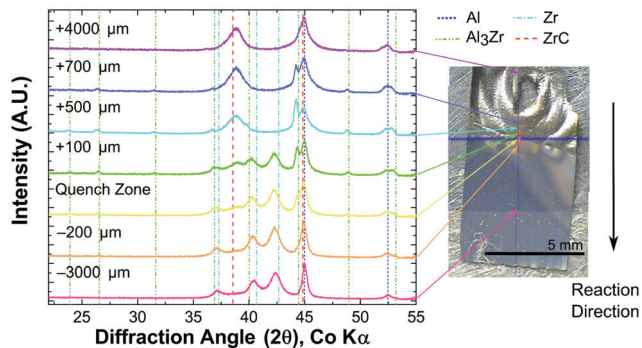 +4000 µm
+700 µm
+500 µm
+100 µm
Quench Zone
−200 µm
−3000 µm
Intensity (A.U.)
25 30 35 40 45 50 55
Diffraction Angle (2θ), Co Kα
Al
Zr
Al₃Zr
ZrC
5 mm
Reaction
Direction